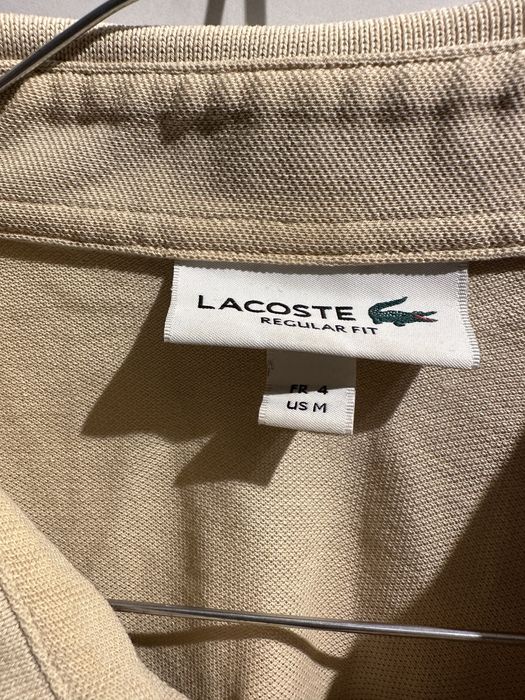 LACOSTE
REGULAR FIT
FR 4
US M